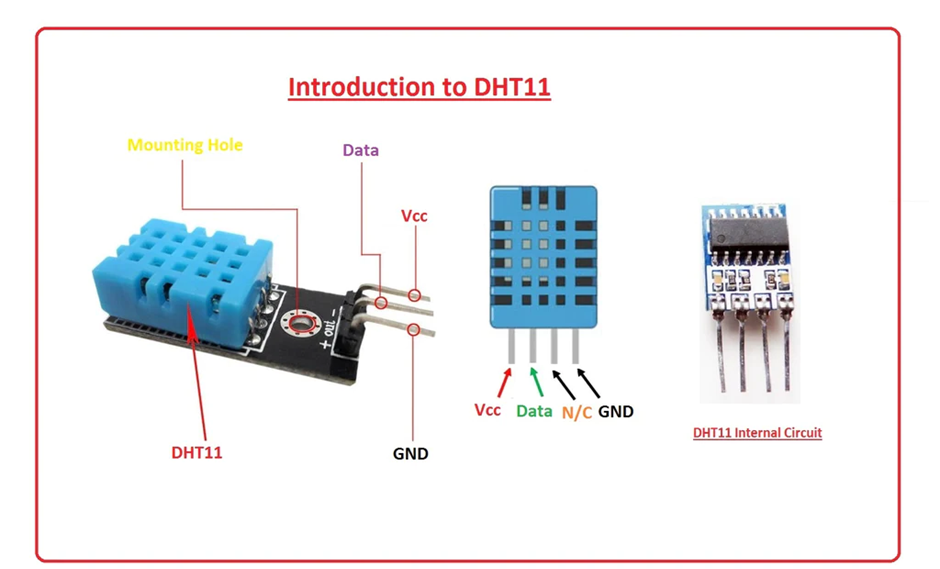 Introduction to DHT11
Mounting Hole
Data
Vcc
+ out -
DHT11
GND
Vcc
Data
N/C
GND
DHT11 Internal Circuit